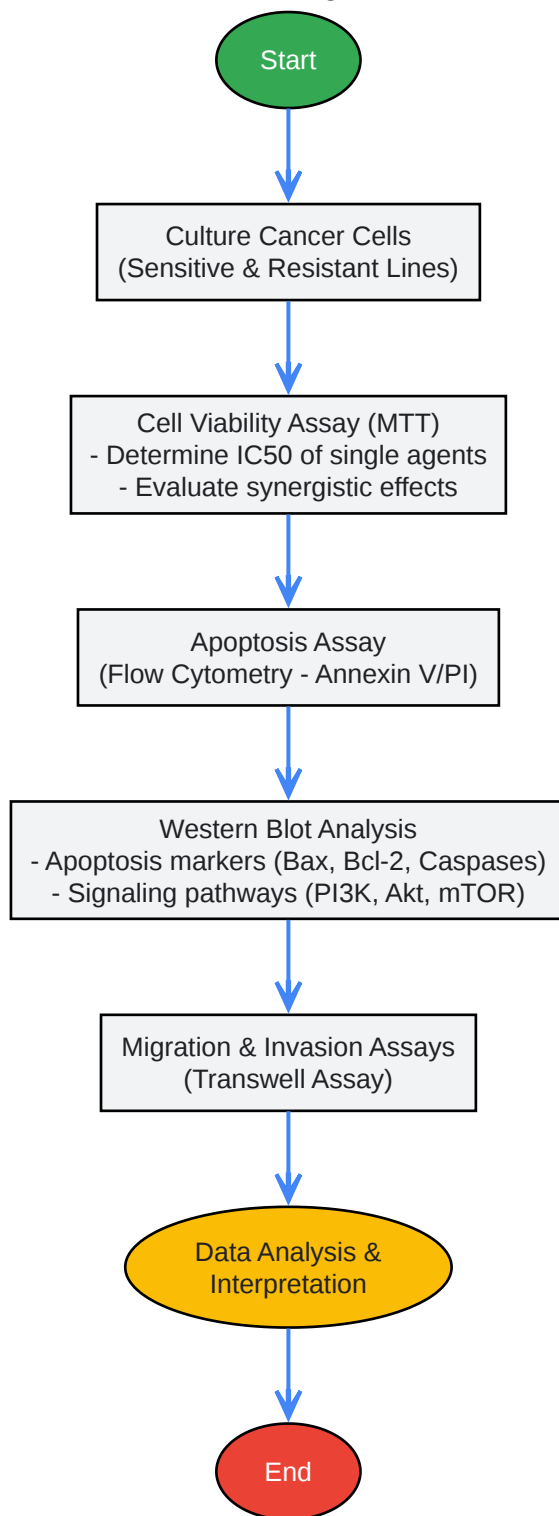 Start
Culture Cancer Cells
(Sensitive & Resistant Lines)
Cell Viability Assay (MTT)
- Determine IC50 of single agents
- Evaluate synergistic effects
Apoptosis Assay
(Flow Cytometry - Annexin V/PI)
Western Blot Analysis
- Apoptosis markers (Bax, Bcl-2, Caspases)
- Signaling pathways (PI3K, Akt, mTOR)
Migration & Invasion Assays
(Transwell Assay)
Data Analysis &
Interpretation
End